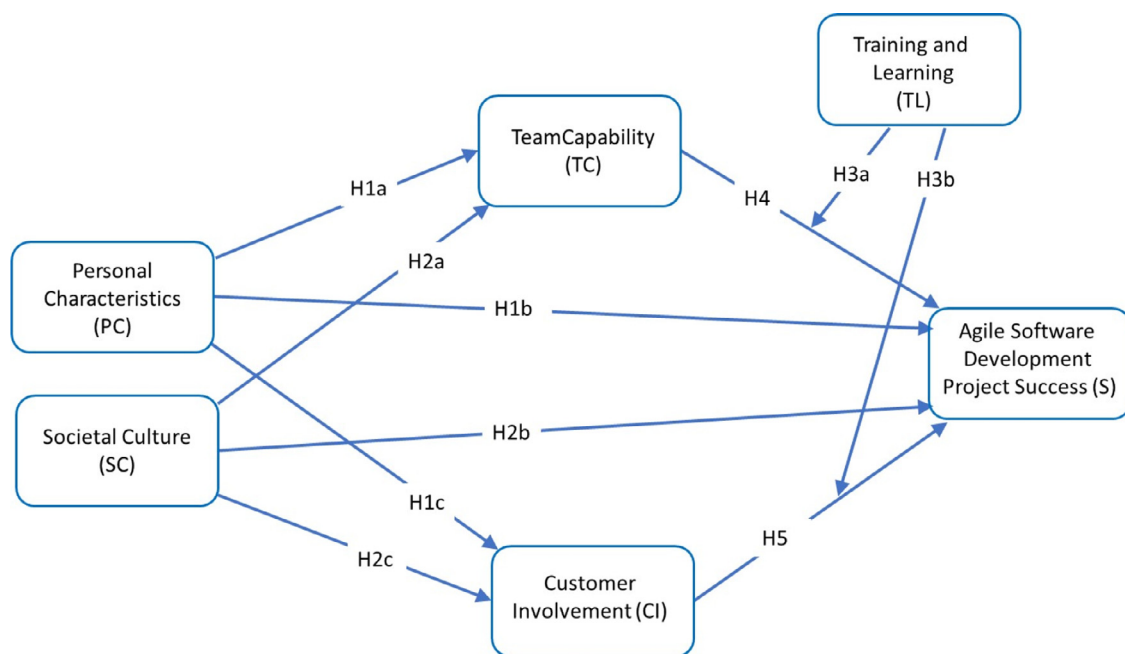 Training and
Learning
(TL)
TeamCapability
(TC)
H1a
H3a
H3b
H4
H2a
Personal
Characteristics
(PC)
H1b
Agile Software
Development
Project Success (S)
Societal Culture
(SC)
H2b
H1c
H5
H2c
Customer
Involvement (CI)